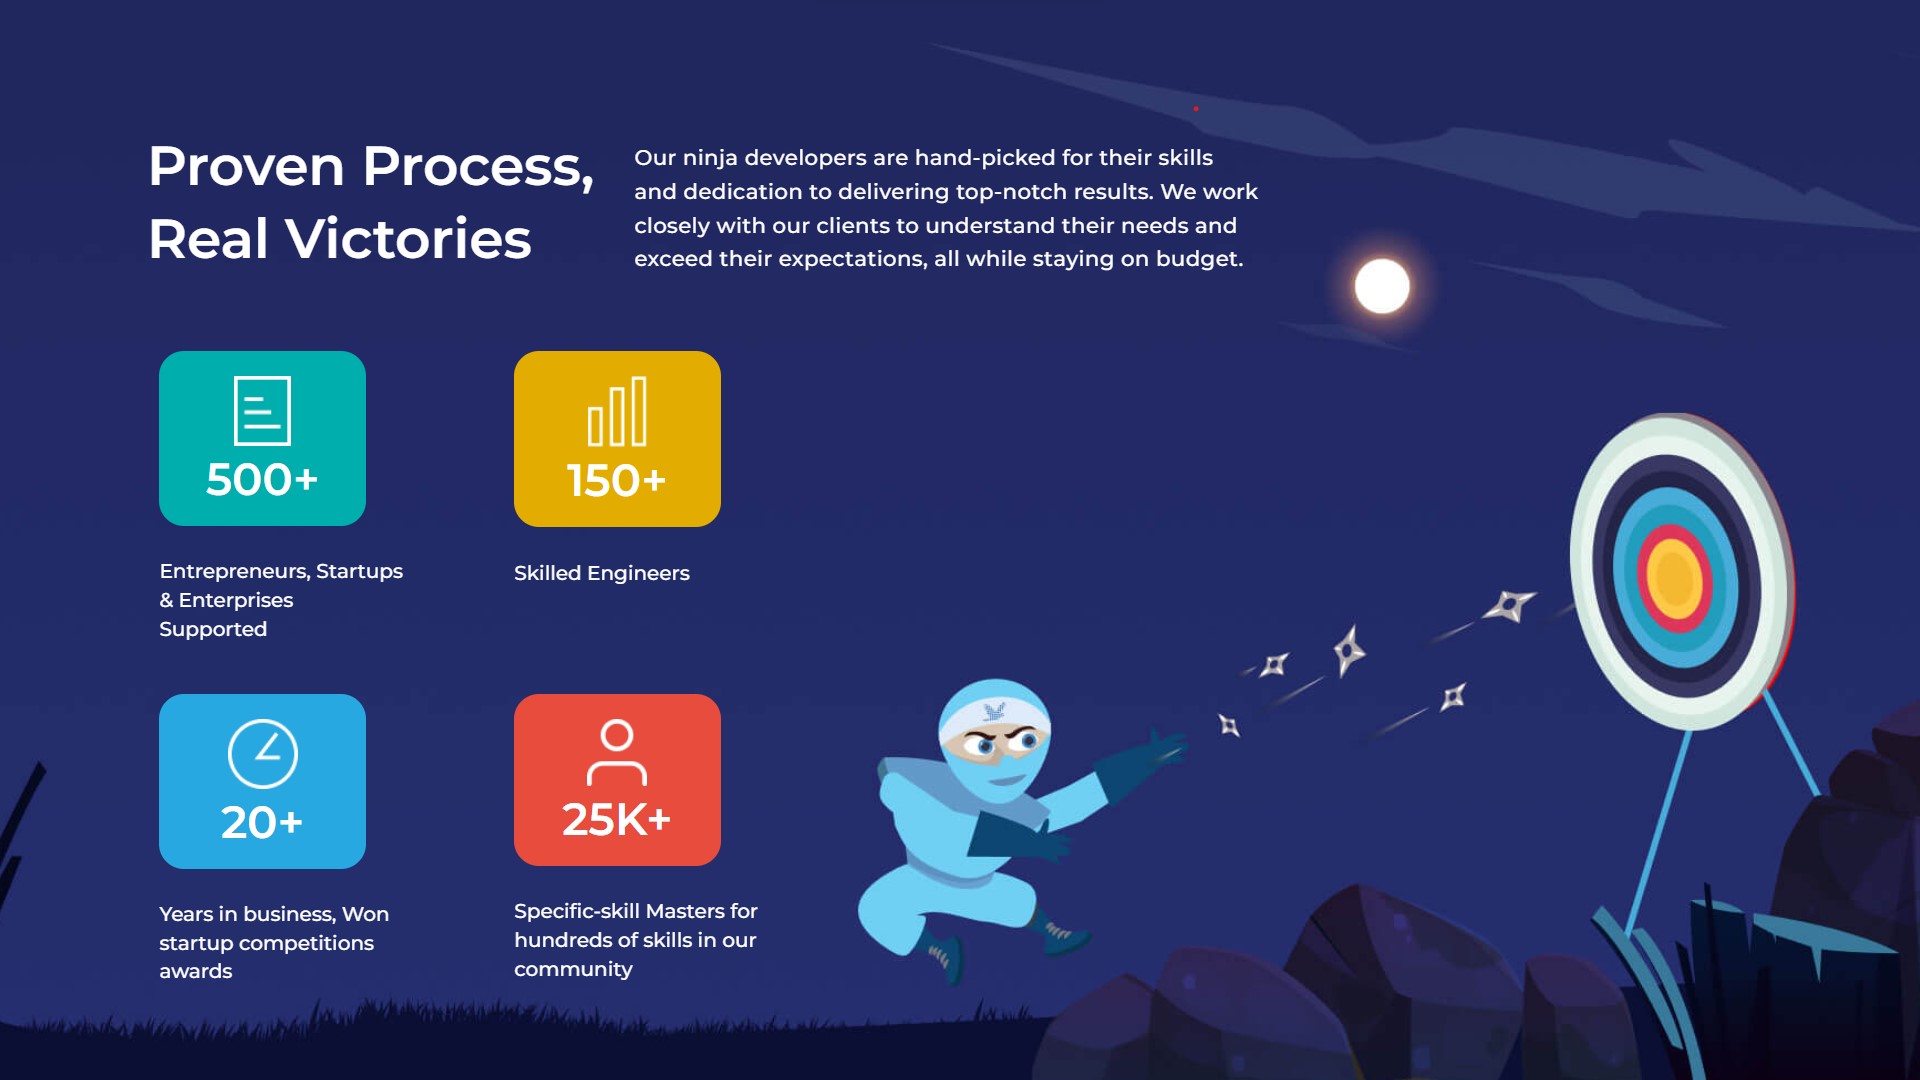 Proven Process,
Real Victories
Our ninja developers are hand-picked for their skills
and dedication to delivering top-notch results. We work
closely with our clients to understand their needs and
exceed their expectations, all while staying on budget.
500+
Entrepreneurs, Startups
& Enterprises
Supported
150+
Skilled Engineers
20+
Years in business, Won
startup competitions
awards
25K+
Specific-skill Masters for
hundreds of skills in our
community